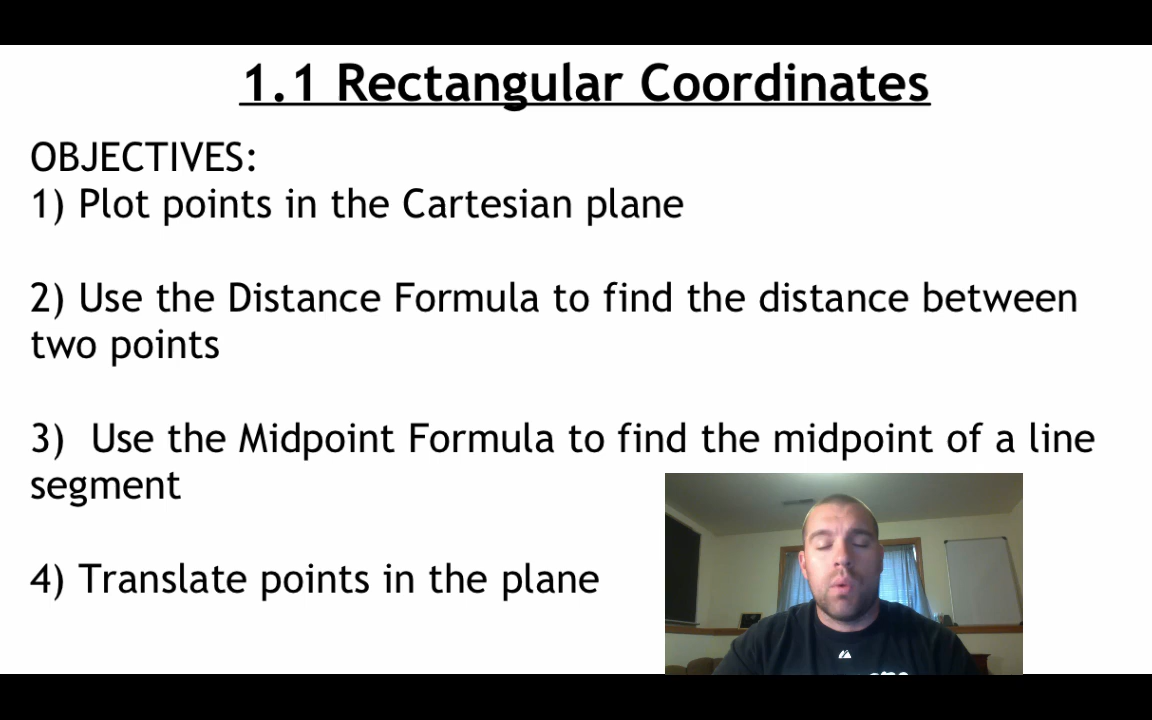 1.1 Rectangular Coordinates
OBJECTIVES:
1) Plot points in the Cartesian plane
2) Use the Distance Formula to find the distance between
two points
3)  Use the Midpoint Formula to find the midpoint of a line
segment
4) Translate points in the plane